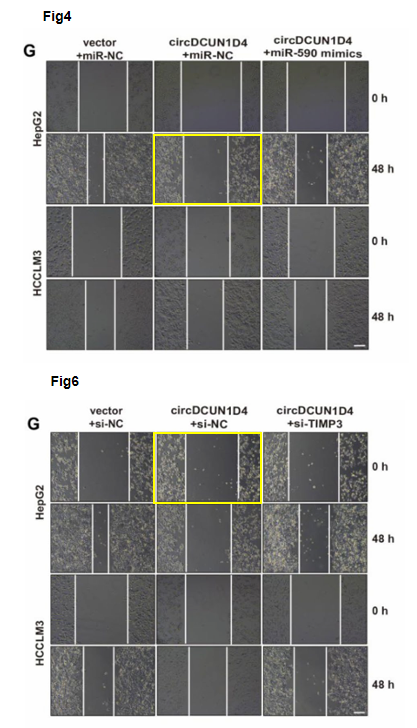 Fig4
G
vector
+miR-NC
circDCUN1D4
+miR-NC
circDCUN1D4
+miR-590 mimics
HepG2
0 h
48 h
HCCLM3
0 h
48 h
Fig6
G
vector
+si-NC
circDCUN1D4
+si-NC
circDCUN1D4
+si-TIMP3
HepG2
0 h
48 h
HCCLM3
0 h
48 h